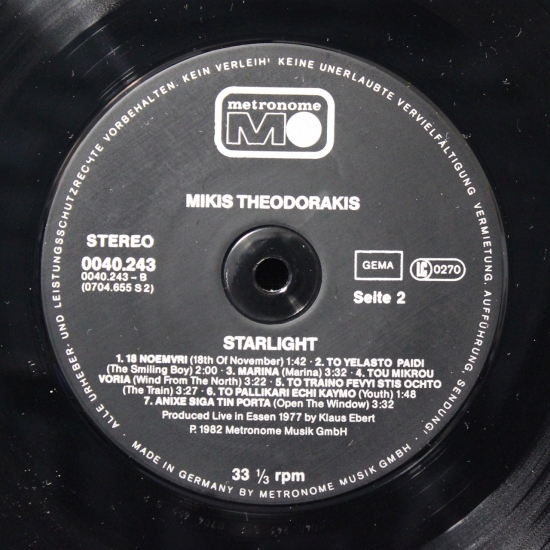 metronome
M
MIKIS THEODORAKIS
STEREO
0040.243
0040.243 – B
(0704.655 S 2)
GEMA
LC 0270
Seite 2
STARLIGHT
1. 18 NOEMVRI (18th Of November) 1:42 · 2. TO YELASTO PAIDI
(The Smiling Boy) 2:00 · 3. MARINA (Marina) 3:32 · 4. TOU MIKROU
VORIA (Wind From The North) 3:22 · 5. TO TRAINO FEVYI STIS OCHTO
(The Train) 3:27 · 6. TO PALLIKARI ECHI KAYMO (Youth) 1:48
7. ANIXE SIGA TIN PORTA (Open The Window) 3:32
Produced Live in Essen 1977 by Klaus Ebert
P. 1982 Metronome Musik GmbH
33 1/3 rpm
ALLE URHEBER- UND LEISTUNGSSCHUTZRECHTE VORBEHALTEN. KEIN VERLEIH! KEINE UNERLAUBTE VERVIELFÄLTIGUNG, VERMIETUNG, AUFFÜHRUNG, SENDUNG!
MADE IN GERMANY BY METRONOME MUSIK GMBH